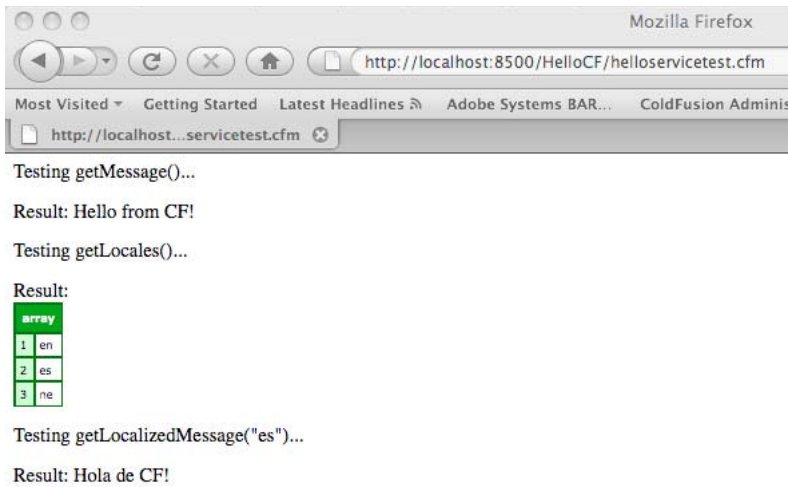 Mozilla Firefox
http://localhost:8500/HelloCF/helloservicetest.cfm
Most Visited Getting Started Latest Headlines Adobe Systems BAR... ColdFusion Adminis
http://localhost...servicetest.cfm
Testing getMessage()...
Result: Hello from CF!
Testing getLocales()...
Result:
array
1 en
2 es
3 ne
Testing getLocalizedMessage("es")...
Result: Hola de CF!